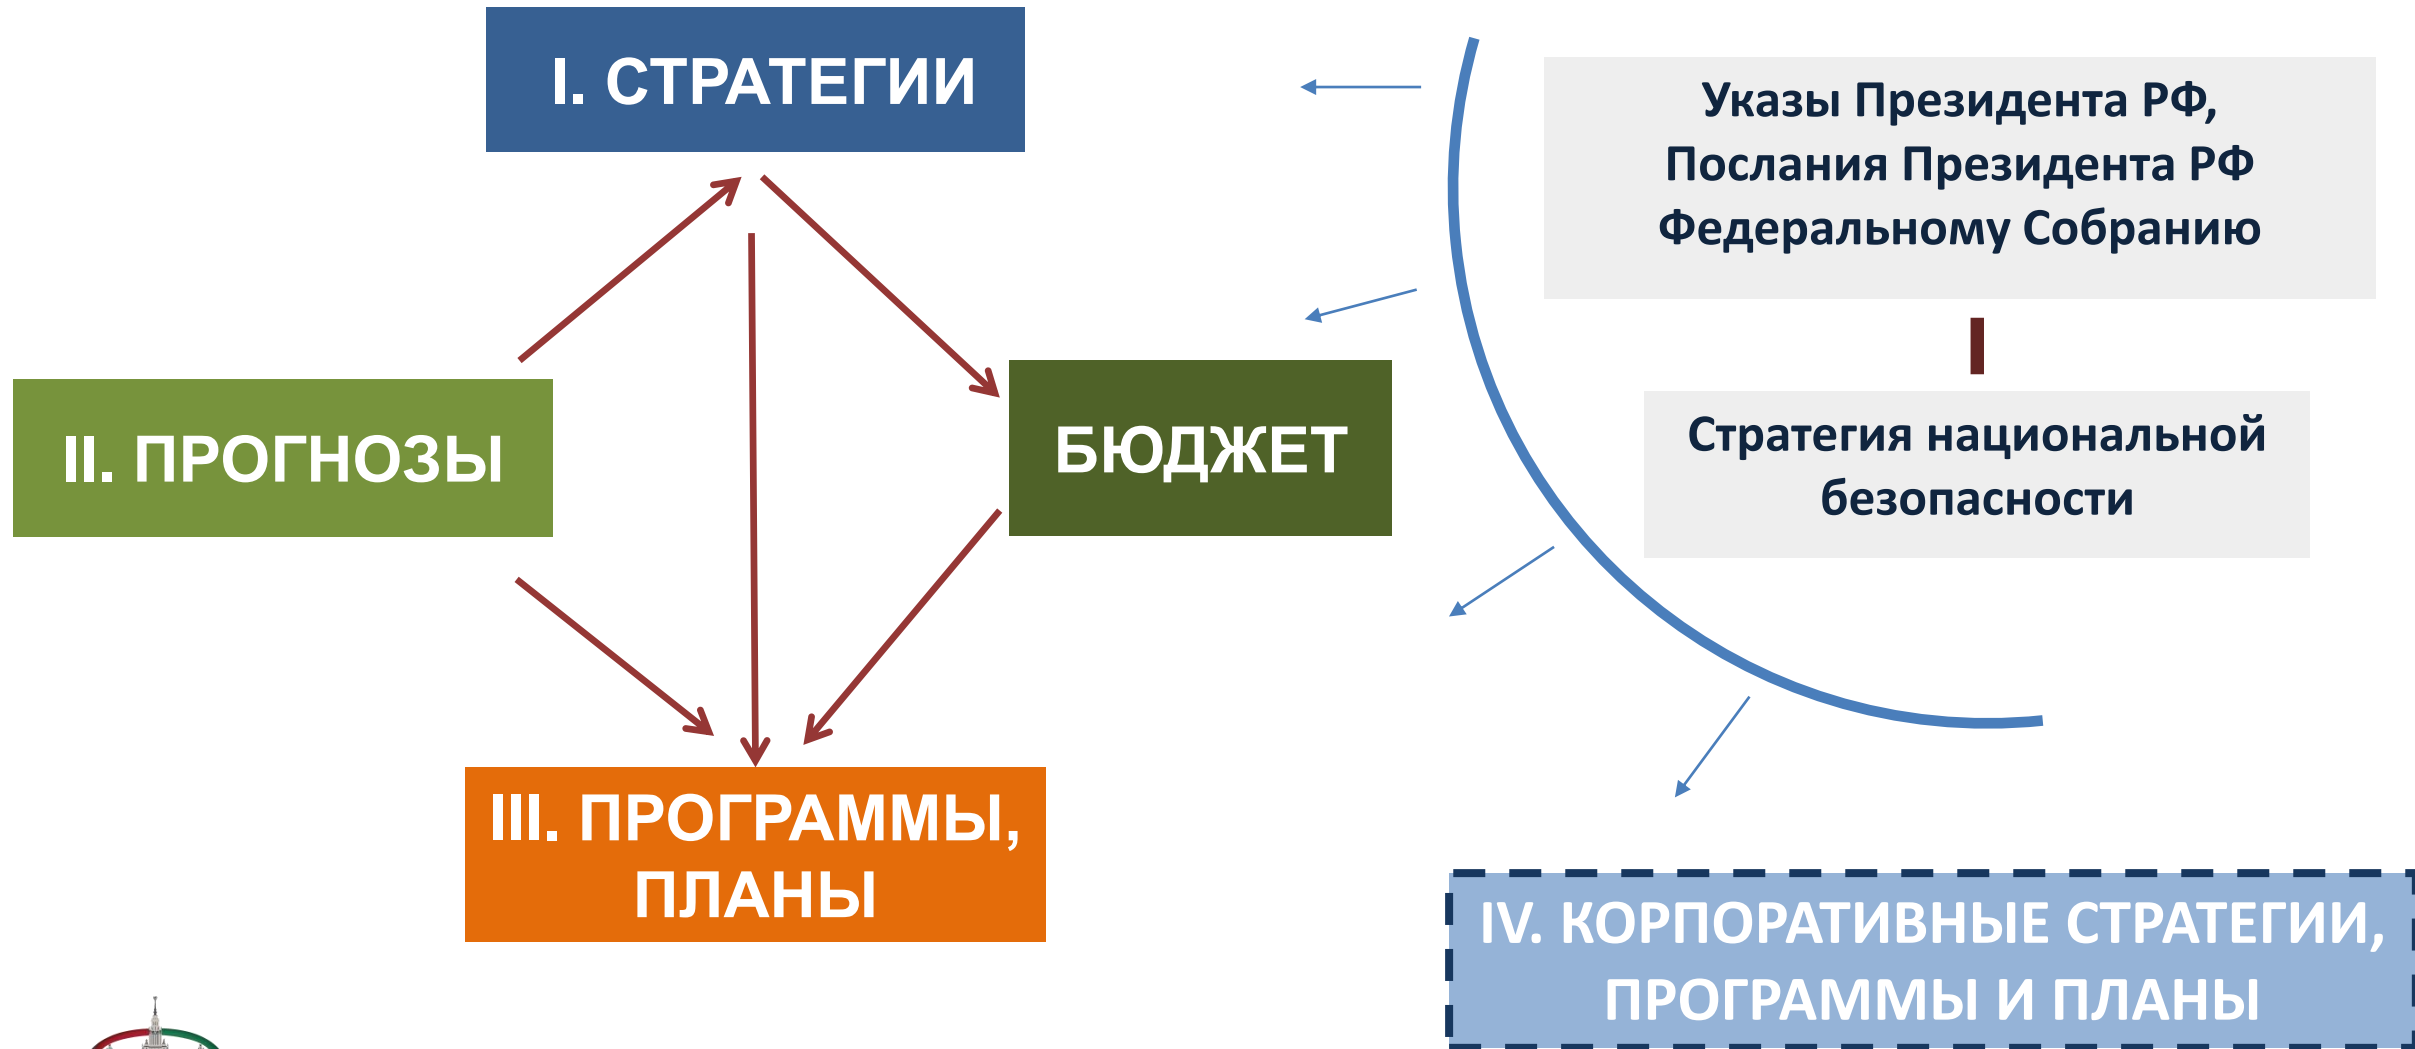 I. СТРАТЕГИИ
II. ПРОГНОЗЫ
БЮДЖЕТ
III. ПРОГРАММЫ,
ПЛАНЫ
Указы Президента РФ,
Послания Президента РФ
Федеральному Собранию
Стратегия национальной
безопасности
IV. КОРПОРАТИВНЫЕ СТРАТЕГИИ,
ПРОГРАММЫ И ПЛАНЫ